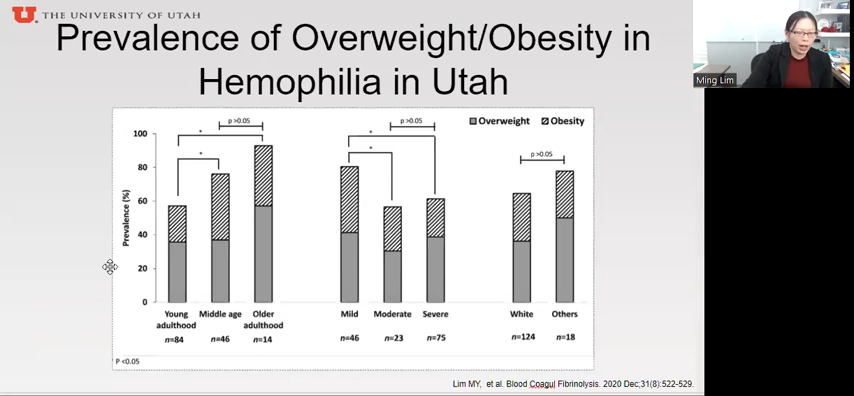 U THE UNIVERSITY OF UTAH
Prevalence of Overweight/Obesity in
Hemophilia in Utah
Ming Lim
p >0.05
p >0.05
Overweight Obesity
100
*
*
*
*
p >0.05
80
60
40
20
0
Prevalence (%)
Young adulthood
Middle age
Older adulthood
Mild
Moderate
Severe
White
Others
n=84
n=46
n=14
n=46
n=23
n=75
n=124
n=18
* P <0.05
Lim MY, et al. Blood Coagul Fibrinolysis. 2020 Dec;31(8):522-529.